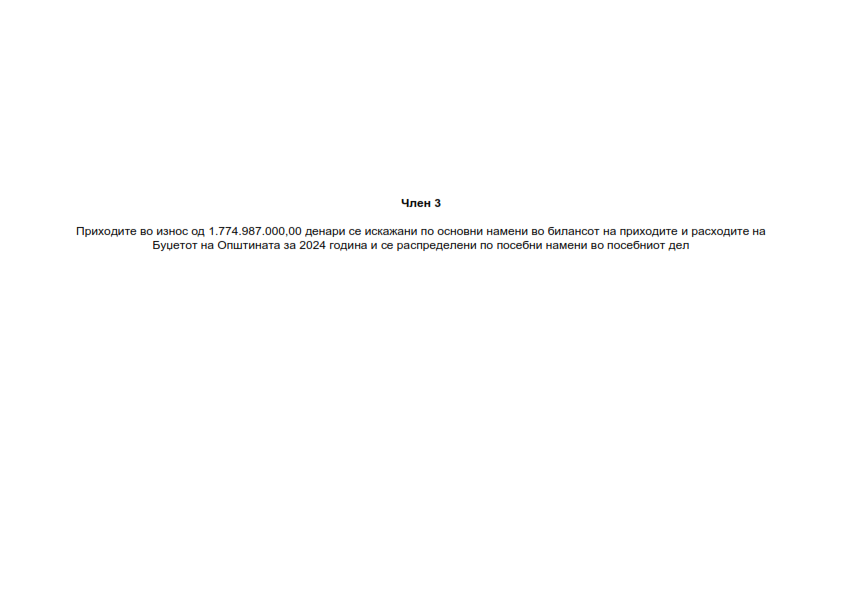 Член 3
Приходите во износ од 1.774.987.000,00 денари се искажани по основни намени во билансот на приходите и расходите на
Буџетот на Општината за 2024 година и се распределени по посебни намени во посебниот дел